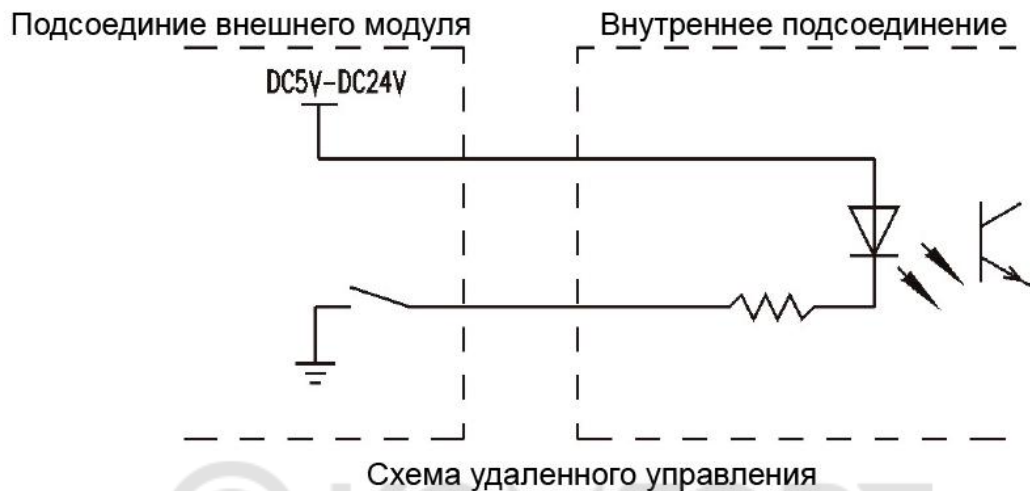 Подсоединие внешнего модуля
Внутреннее подсоединение
DC5V-DC24V
Схема удаленного управления